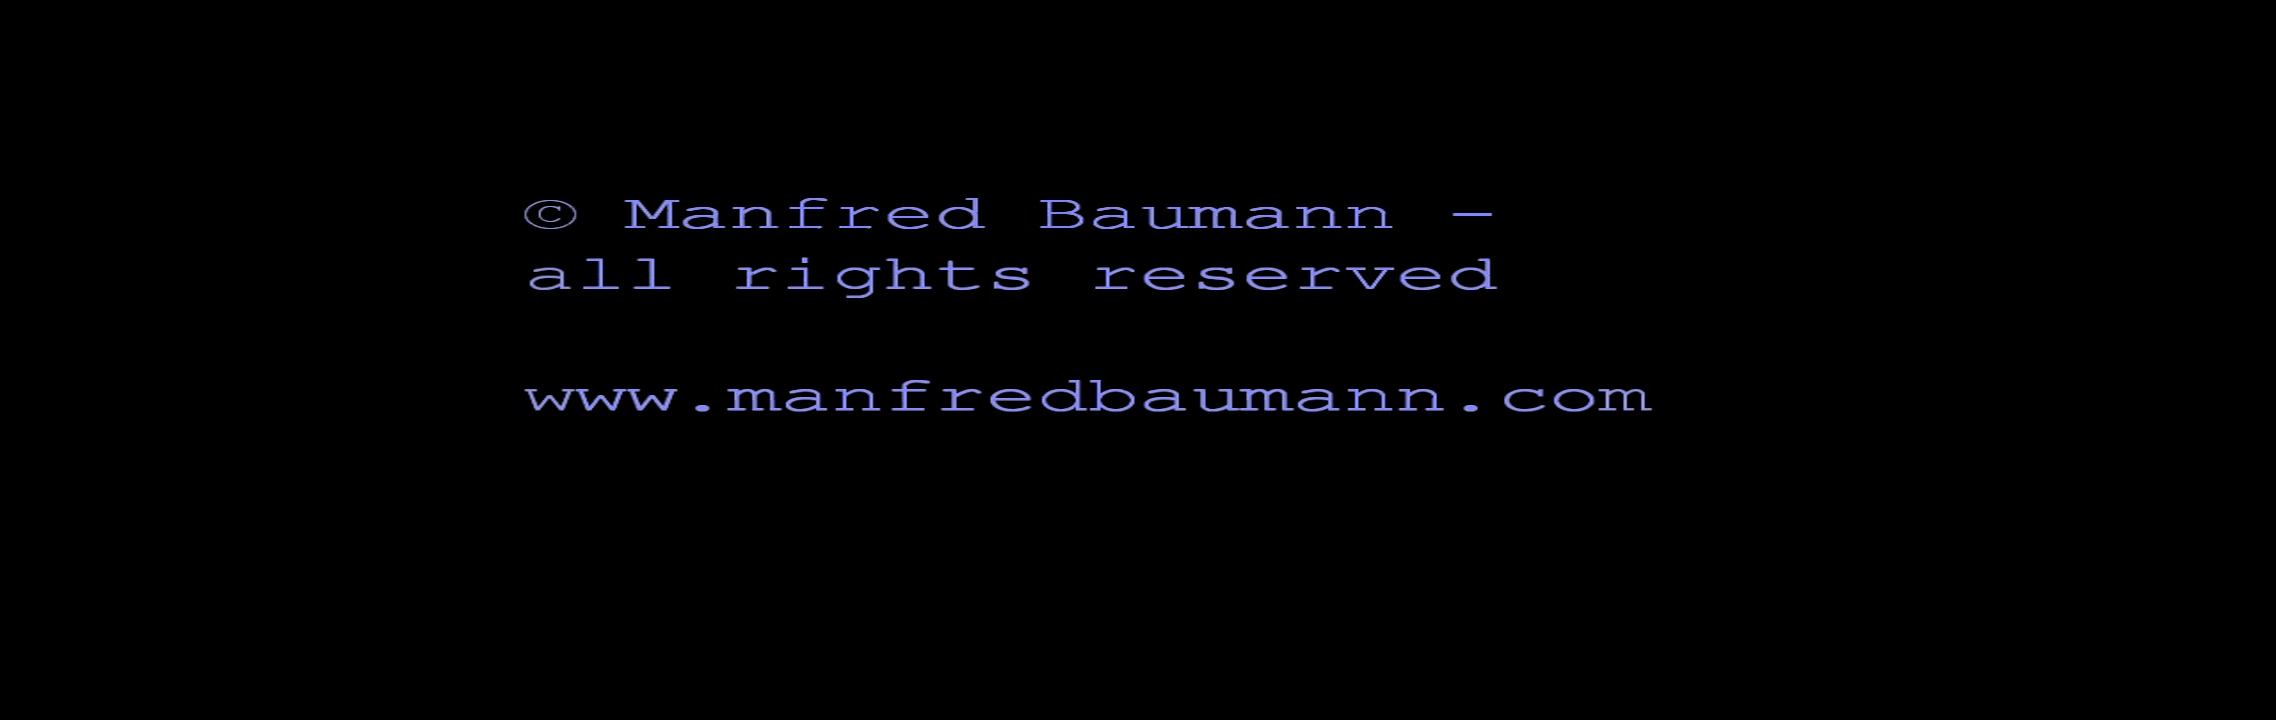 © Manfred Baumann –
all rights reserved
www.manfredbaumann.com